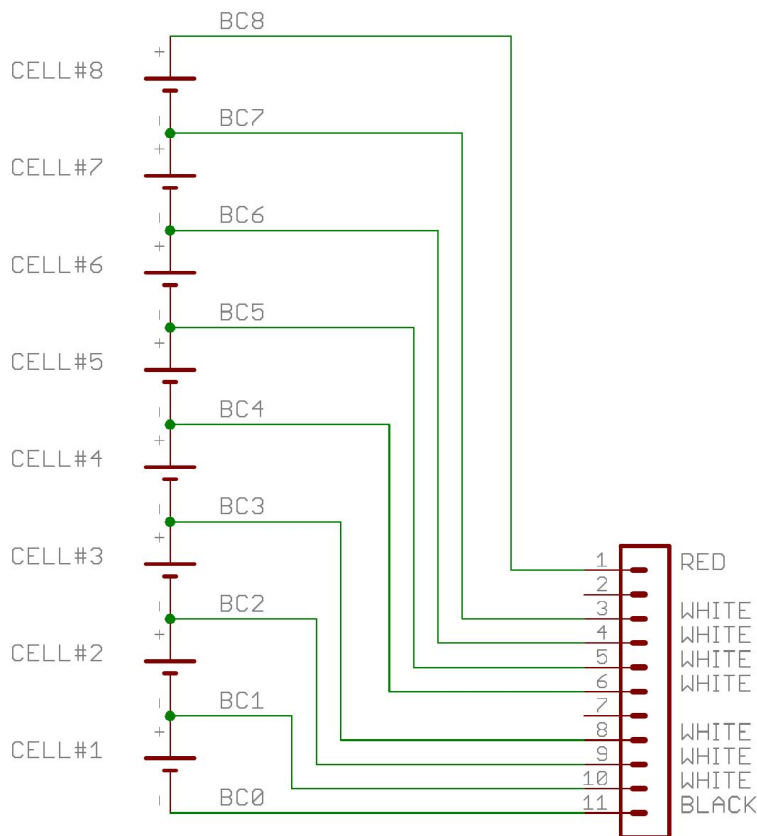 BC8
+
CELL#8
-
BC7
+
CELL#7
-
BC6
+
CELL#6
-
BC5
+
CELL#5
-
BC4
+
CELL#4
-
BC3
+
CELL#3
-
BC2
+
CELL#2
-
BC1
+
CELL#1
-
BC0
1 RED
2
3 WHITE
4 WHITE
5 WHITE
6 WHITE
7
8 WHITE
9 WHITE
10 WHITE
11 BLACK